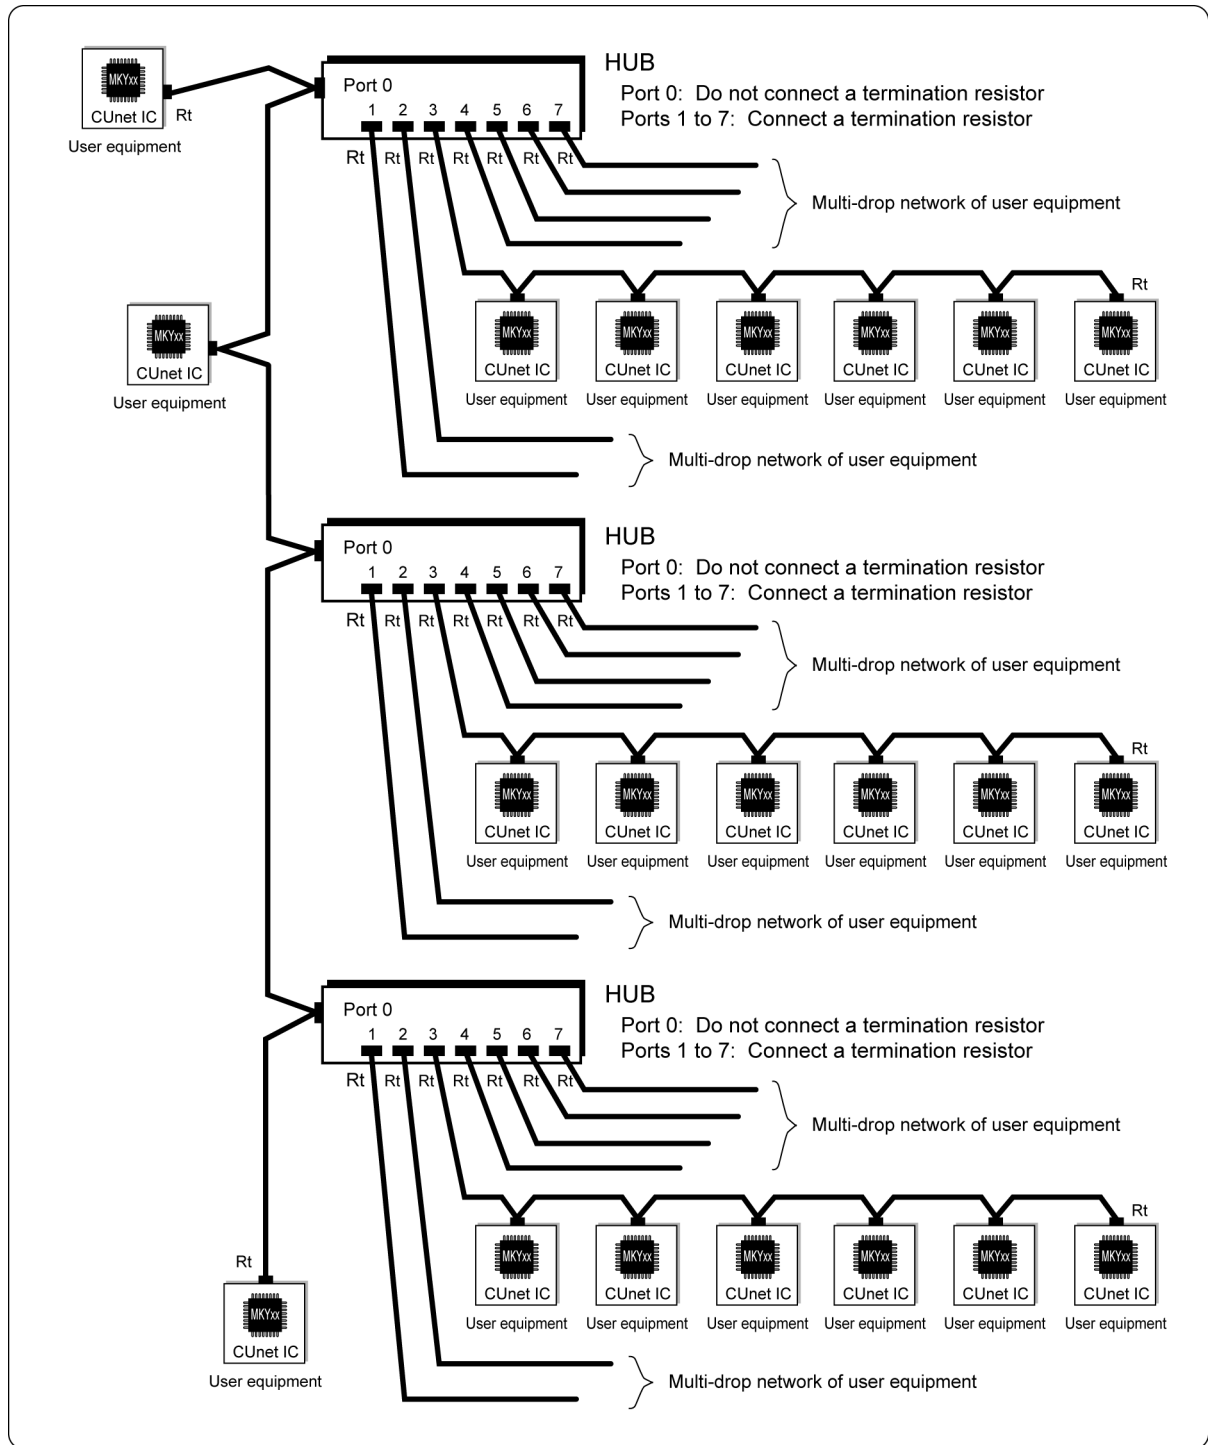 MKYxx
CUnet IC
Rt
User equipment
HUB
Port 0: Do not connect a termination resistor
Ports 1 to 7: Connect a termination resistor
Port 0
1 2 3 4 5 6 7
Rt Rt Rt Rt Rt Rt Rt
Multi-drop network of user equipment
Rt
MKYxx MKYxx MKYxx MKYxx MKYxx MKYxx
CUnet IC CUnet IC CUnet IC CUnet IC CUnet IC CUnet IC
User equipment User equipment User equipment User equipment User equipment User equipment
MKYxx
CUnet IC
User equipment
Multi-drop network of user equipment
HUB
Port 0: Do not connect a termination resistor
Ports 1 to 7: Connect a termination resistor
Port 0
1 2 3 4 5 6 7
Rt Rt Rt Rt Rt Rt Rt
Multi-drop network of user equipment
Rt
MKYxx MKYxx MKYxx MKYxx MKYxx MKYxx
CUnet IC CUnet IC CUnet IC CUnet IC CUnet IC CUnet IC
User equipment User equipment User equipment User equipment User equipment User equipment
Multi-drop network of user equipment
HUB
Port 0: Do not connect a termination resistor
Ports 1 to 7: Connect a termination resistor
Port 0
1 2 3 4 5 6 7
Rt Rt Rt Rt Rt Rt Rt
Multi-drop network of user equipment
Rt
MKYxx MKYxx MKYxx MKYxx MKYxx MKYxx
CUnet IC CUnet IC CUnet IC CUnet IC CUnet IC CUnet IC
User equipment User equipment User equipment User equipment User equipment User equipment
Rt
MKYxx
CUnet IC
User equipment
Multi-drop network of user equipment